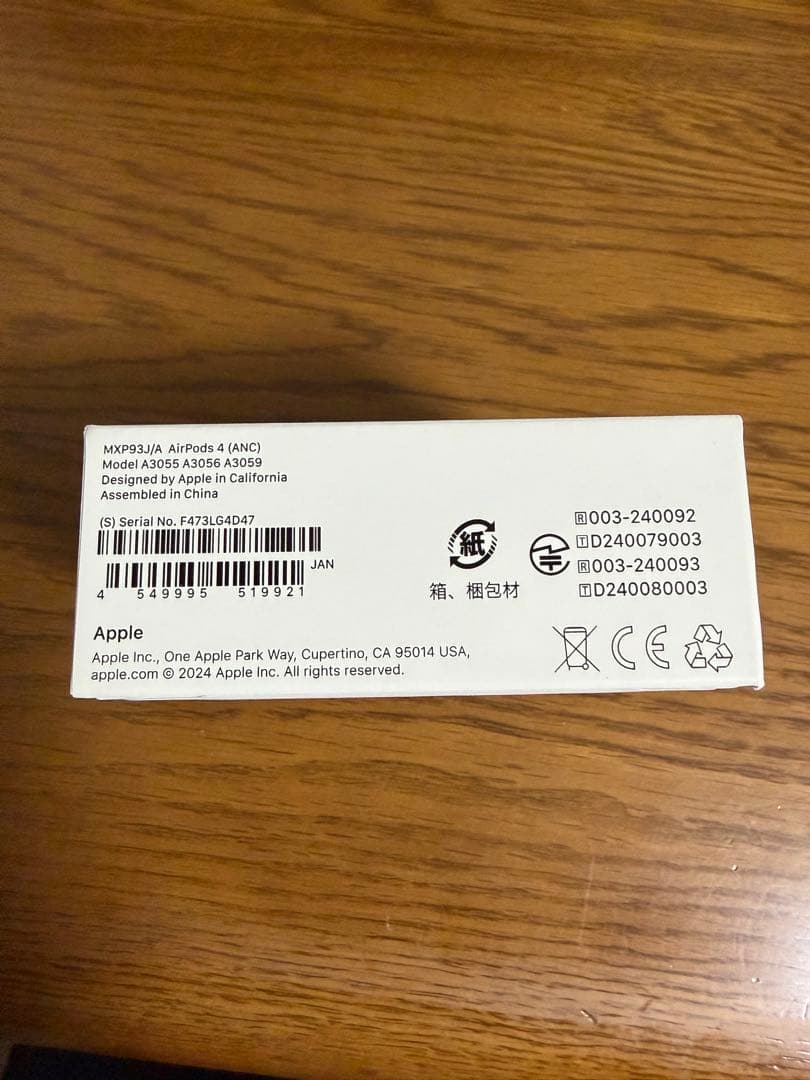 MXP93J/A AirPods 4 (ANC)
Model A3055 A3056 A3059
Designed by Apple in California
Assembled in China
(S) Serial No. F473LG4D47
JAN
4 549995 519921
紙
箱、梱包材
R003-240092
TD240079003
R003-240093
TD240080003
Apple
Apple Inc., One Apple Park Way, Cupertino, CA 95014 USA,
apple.com © 2024 Apple Inc. All rights reserved.
CE